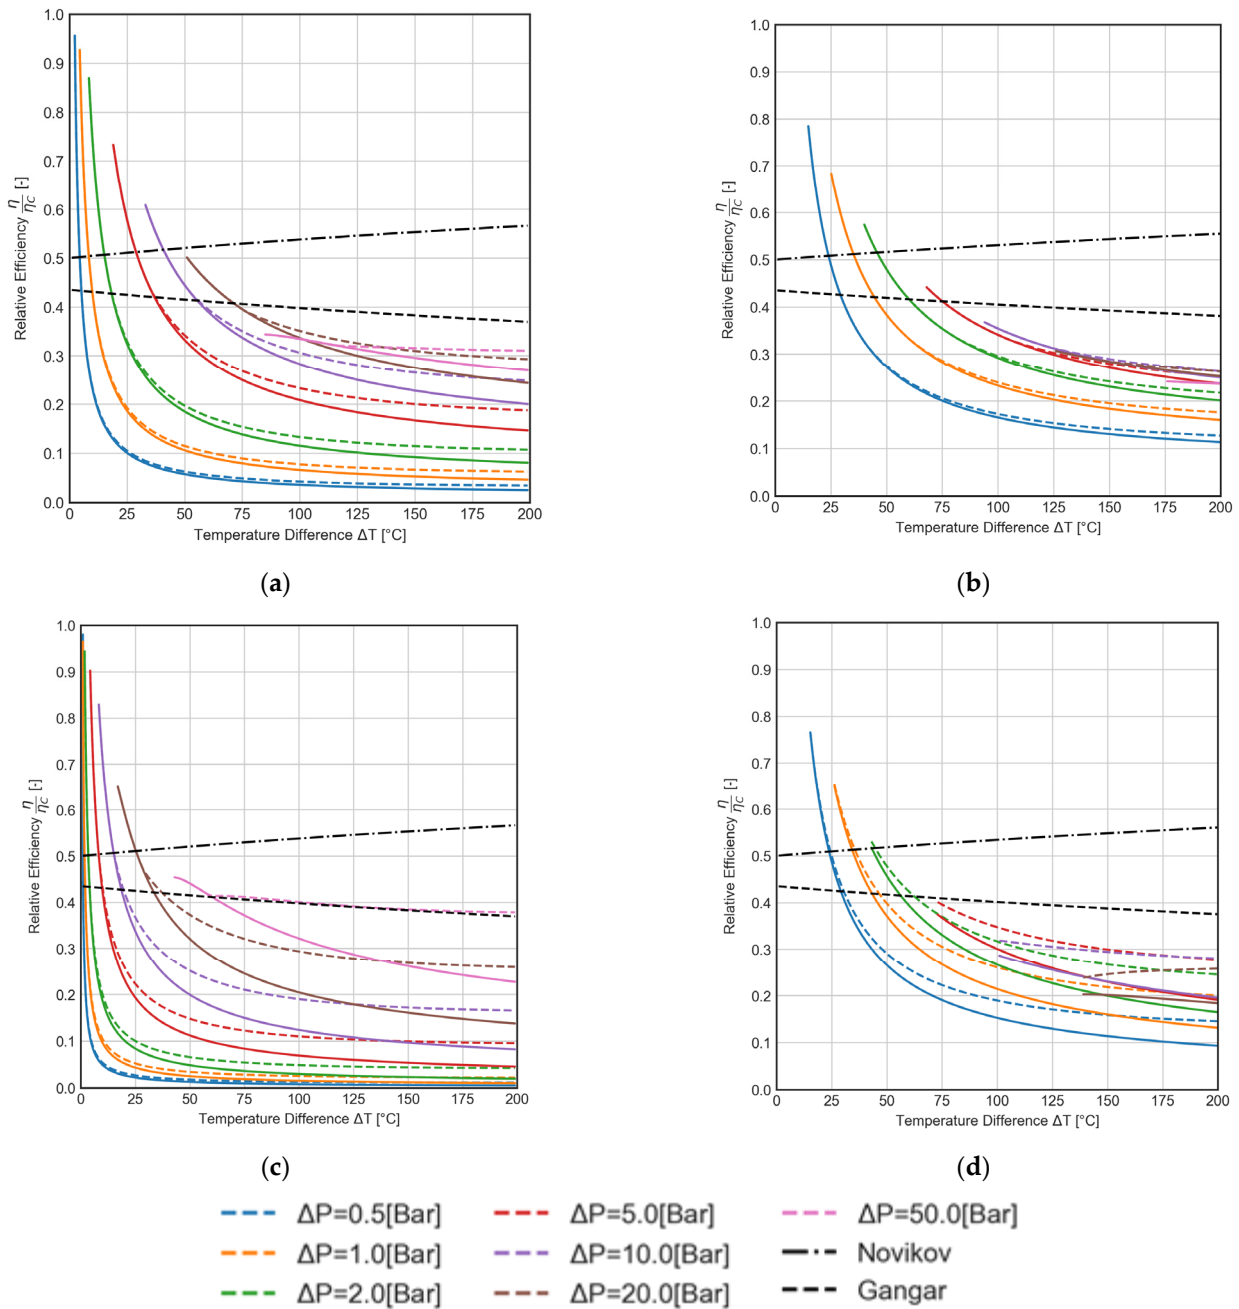 1.0
0.9
0.8
0.7
0.6
0.5
0.4
0.3
0.2
0.1
0.0
Relative Efficiency η/ηC [-]
0 25 50 75 100 125 150 175 200
Temperature Difference ΔT [°C]
(a)
1.0
0.9
0.8
0.7
0.6
0.5
0.4
0.3
0.2
0.1
0.0
Relative Efficiency η/ηC [-]
0 25 50 75 100 125 150 175 200
Temperature Difference ΔT [°C]
(b)
1.0
0.9
0.8
0.7
0.6
0.5
0.4
0.3
0.2
0.1
0.0
Relative Efficiency η/ηC [-]
0 25 50 75 100 125 150 175 200
Temperature Difference ΔT [°C]
(c)
1.0
0.9
0.8
0.7
0.6
0.5
0.4
0.3
0.2
0.1
0.0
Relative Efficiency η/ηC [-]
0 25 50 75 100 125 150 175 200
Temperature Difference ΔT [°C]
(d)
ΔP=0.5[Bar] ΔP=5.0[Bar] ΔP=50.0[Bar]
ΔP=1.0[Bar] ΔP=10.0[Bar] Novikov
ΔP=2.0[Bar] ΔP=20.0[Bar] Gangar